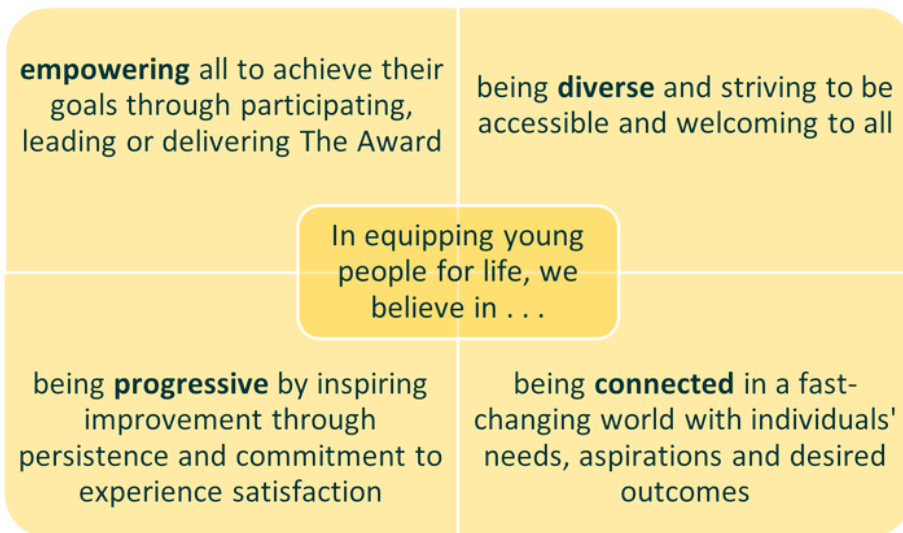 empowering all to achieve their
goals through participating,
leading or delivering The Award
being diverse and striving to be
accessible and welcoming to all
In equipping young
people for life, we
believe in . . .
being progressive by inspiring
improvement through
persistence and commitment to
experience satisfaction
being connected in a fast-
changing world with individuals'
needs, aspirations and desired
outcomes